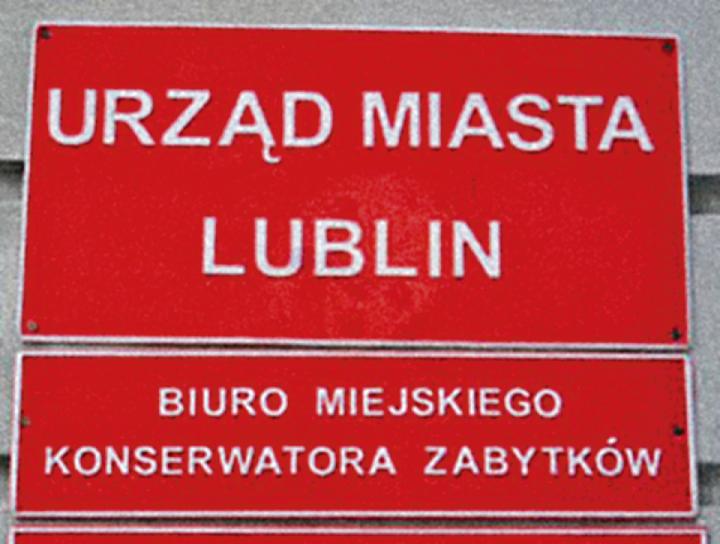 URZĄD MIASTA
LUBLIN
BIURO MIEJSKIEGO
KONSERWATORA ZABYTKÓW